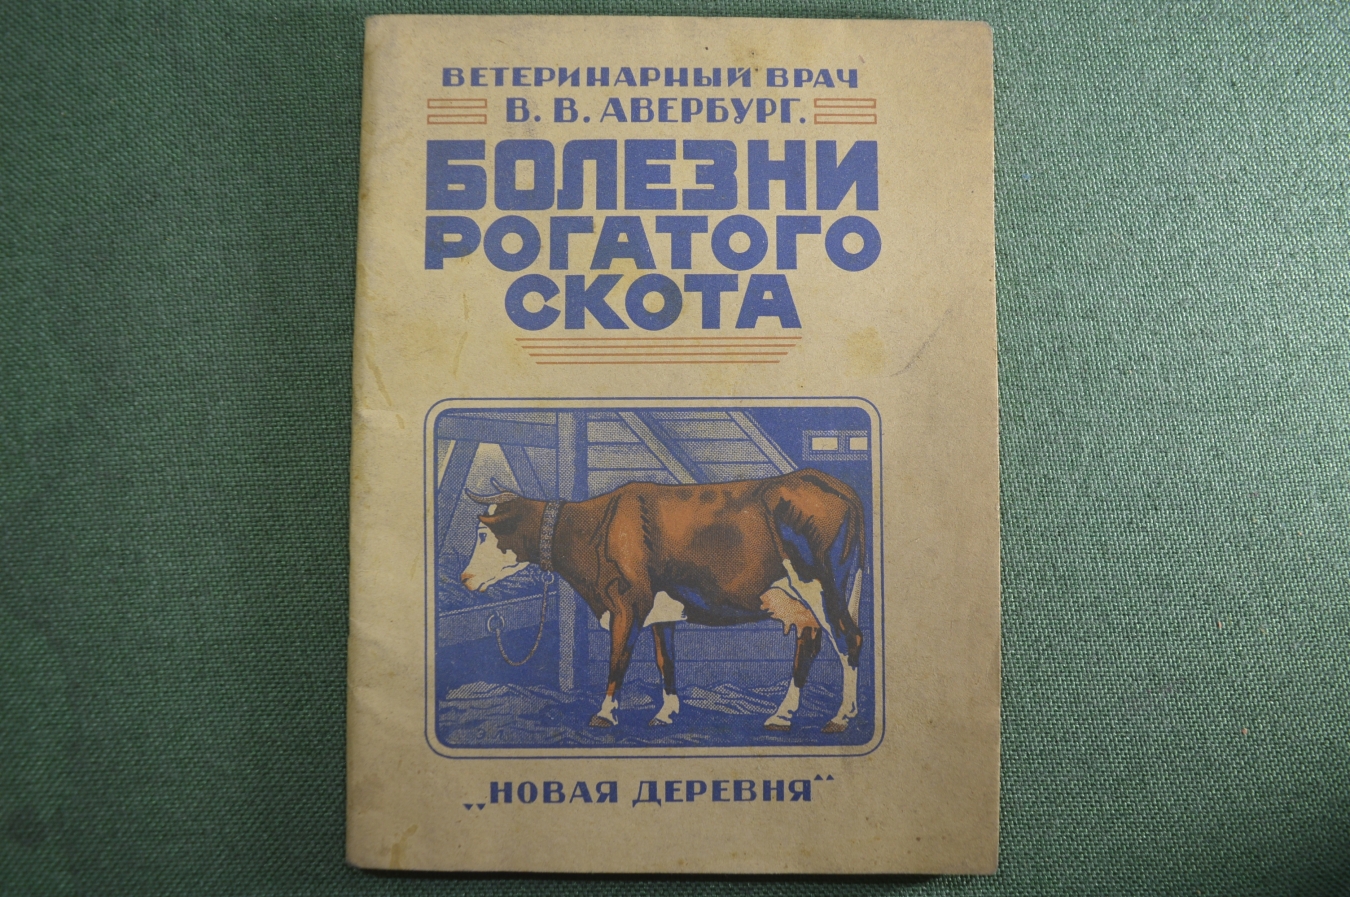 ВЕТЕРИНАРНЫЙ ВРАЧ
В. В. АВЕРБУРГ.
БОЛЕЗНИ
РОГАТОГО
СКОТА
„НОВАЯ ДЕРЕВНЯ“